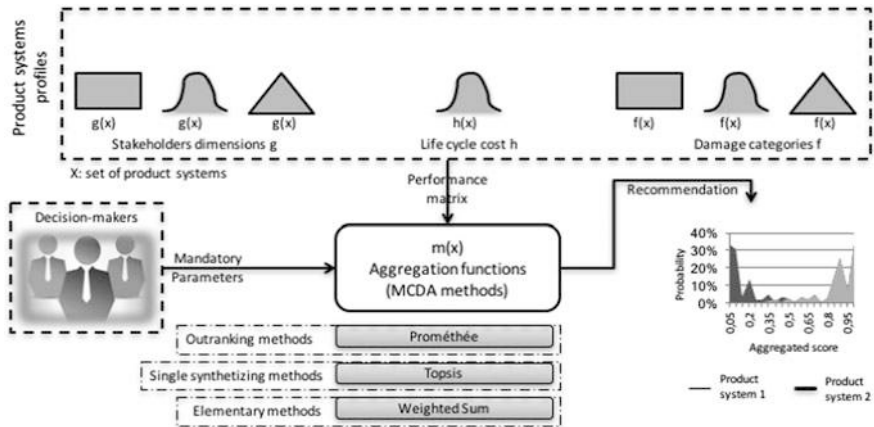 Product systems
profiles
g(x)
g(x)
g(x)
h(x)
f(x)
f(x)
f(x)
Stakeholders dimensions g
Life cycle cost h
Damage categories f
X: set of product systems
Performance
matrix
Recommendation
Decision-makers
Mandatory
Parameters
m(x)
Aggregation functions
(MCDA methods)
Outranking methods
Prométhée
Single synthetizing methods
Topsis
Elementary methods
Weighted Sum
Probability
40%
30%
20%
10%
0%
0,05
0,2
0,35
0,5
0,65
0,8
0,95
Aggregated score
Product
system 1
Product
system 2